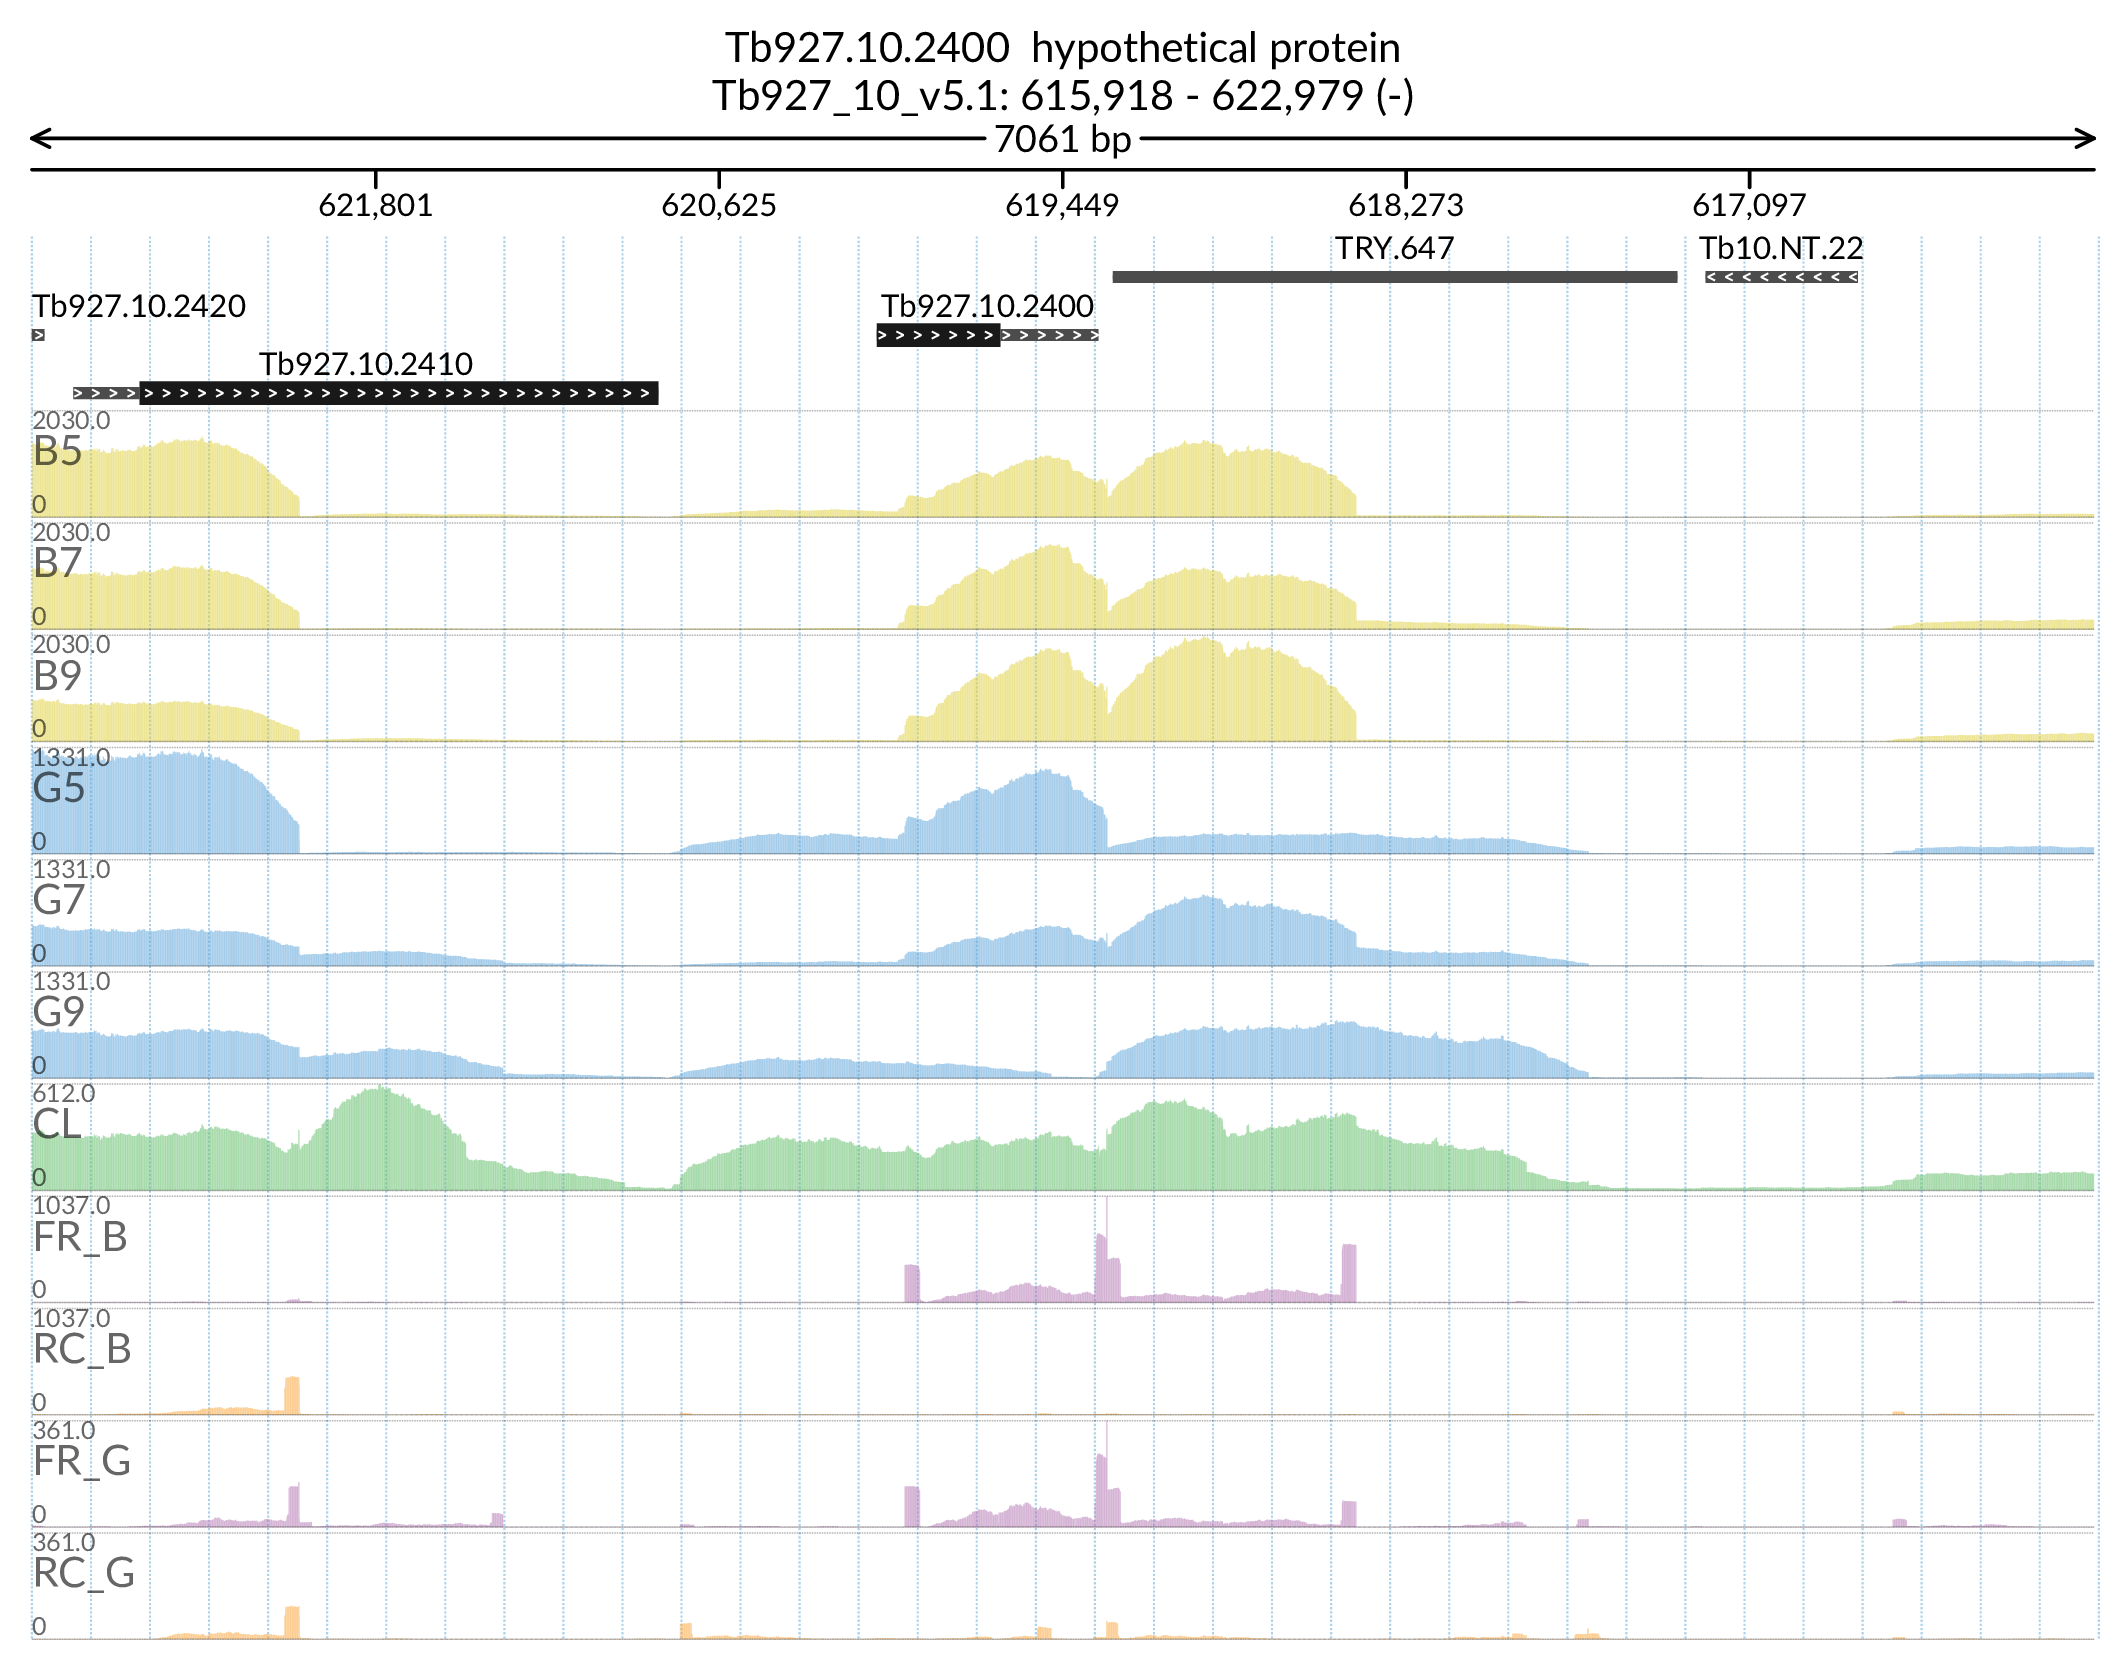 Tb927.10.2400  hypothetical protein
Tb927_10_v5.1: 615,918 - 622,979 (-)
7061 bp
621,801 620,625 619,449 618,273 617,097
TRY.647 Tb10.NT.22
Tb927.10.2420 Tb927.10.2400
Tb927.10.2410
2030.0
B5
0
2030.0
B7
0
2030.0
B9
0
1331.0
G5
0
1331.0
G7
0
1331.0
G9
0
612.0
CL
0
1037.0
FR_B
0
1037.0
RC_B
0
361.0
FR_G
0
361.0
RC_G
0